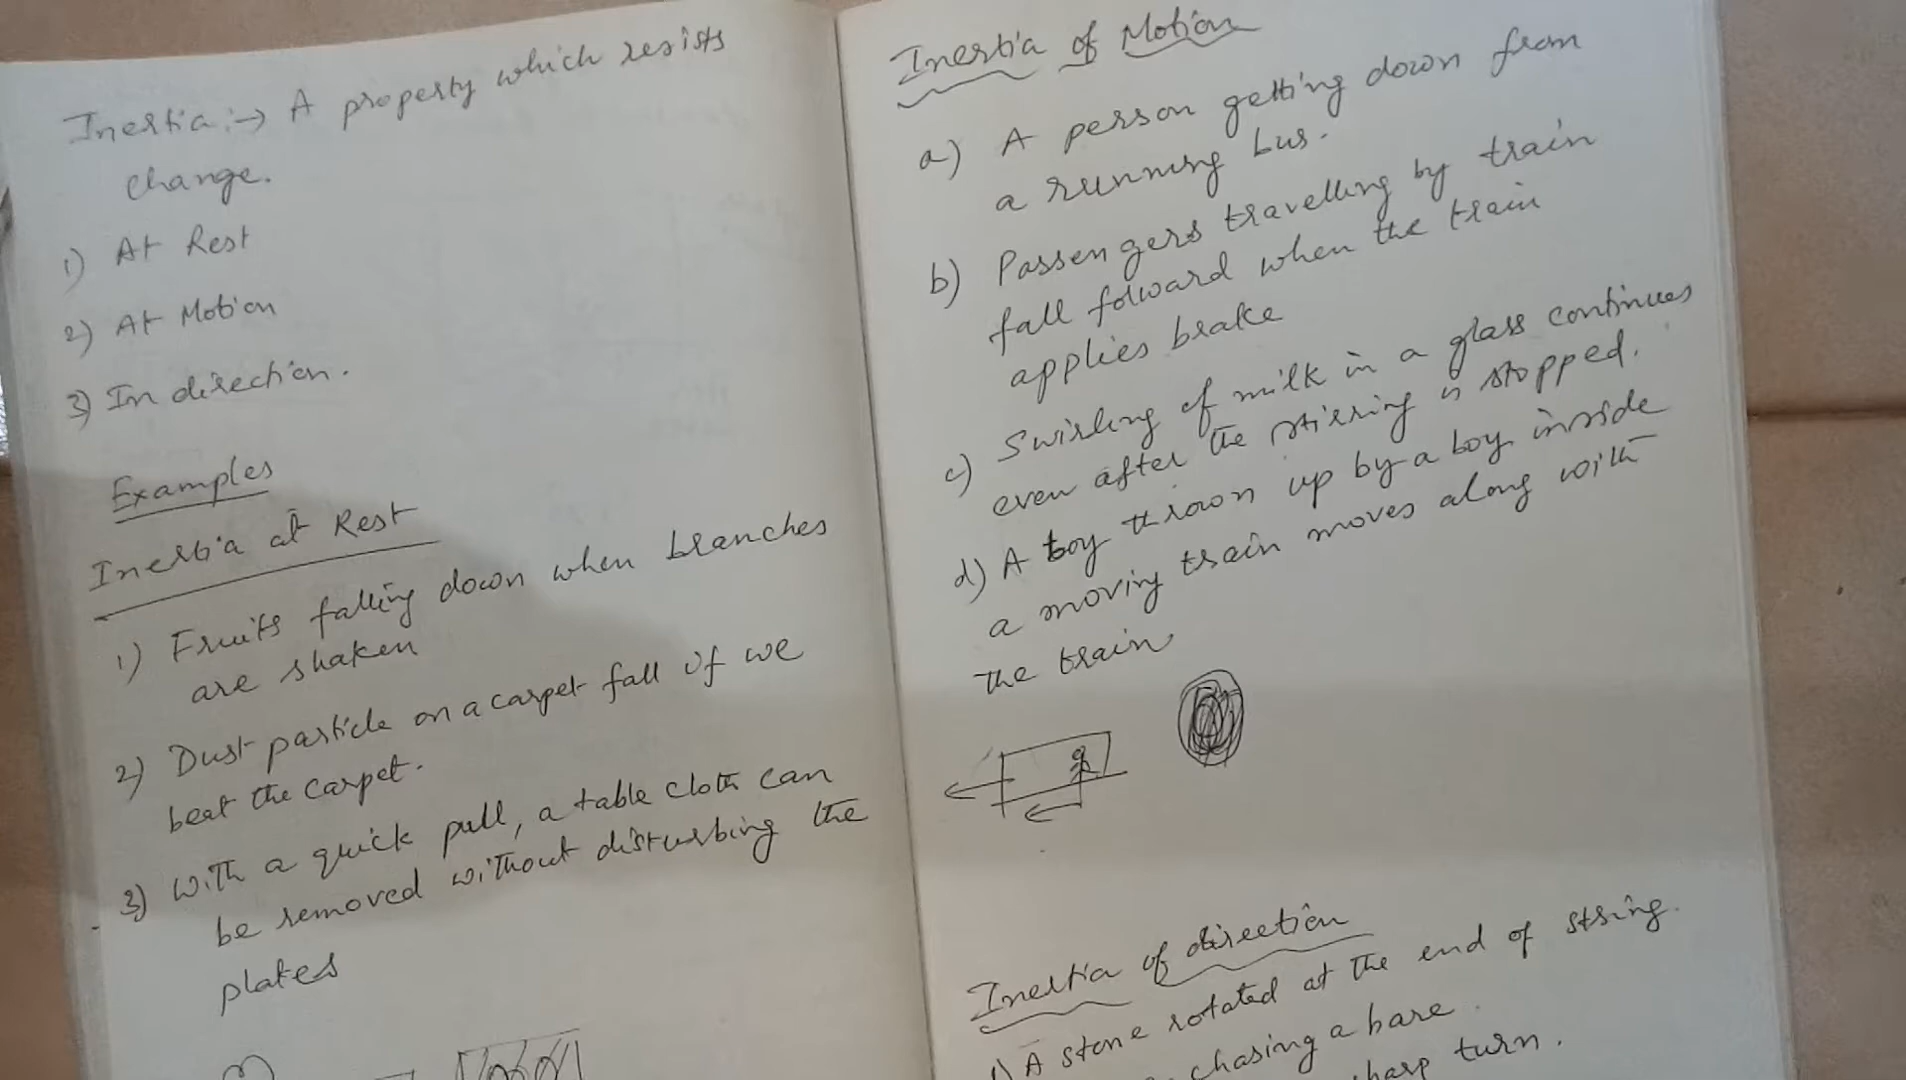 Inertia :→ A property which resists
change.
1) At Rest
2) At Motion
3) In direction.
Examples
Inertia at Rest
1) Fruits falling down when branches
are shaken
2) Dust particle on a carpet fall if we
beat the carpet.
3) With a quick pull, a table cloth can
be removed without disturbing the
plates
Inertia of Motion
a) A person getting down from
a running bus.
b) Passengers travelling by train
fall forward when the train
applies brake
c) Swirling of milk in a glass continues
even after the stirring is stopped.
d) A boy thrown up by a boy inside
a moving train moves along with
the train
Inertia of direction
1) A stone rotated at the end of string.
chasing a hare.
sharp turn.